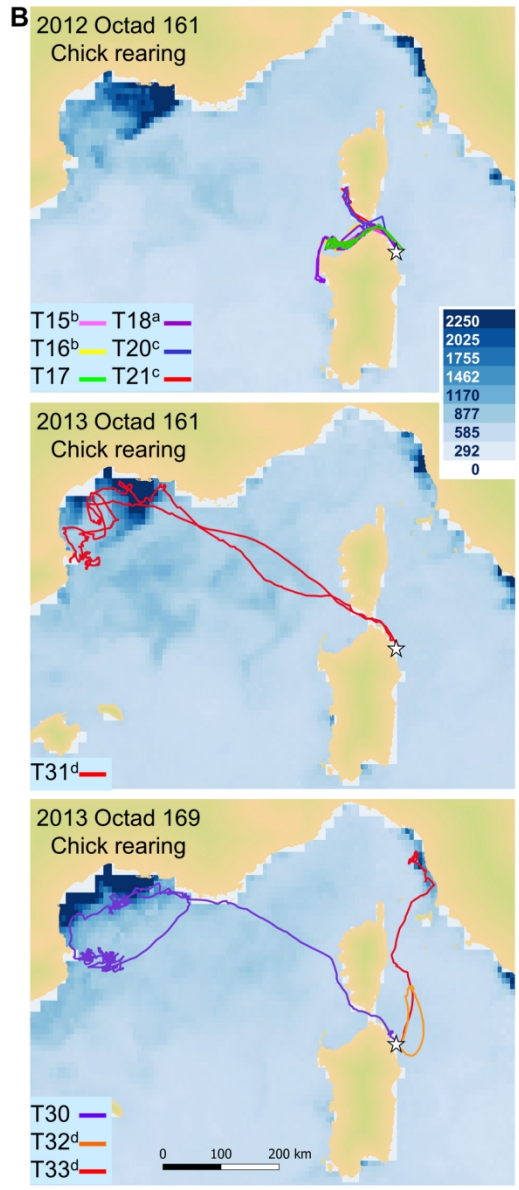 B
2012 Octad 161
Chick rearing
T15ᵇ T18ᵃ
T16ᵇ T20ᶜ
T17 T21ᶜ
2250
2025
1755
1462
1170
877
585
292
0
2013 Octad 161
Chick rearing
T31ᵈ
2013 Octad 169
Chick rearing
T30
T32ᵈ
T33ᵈ
0 100 200 km